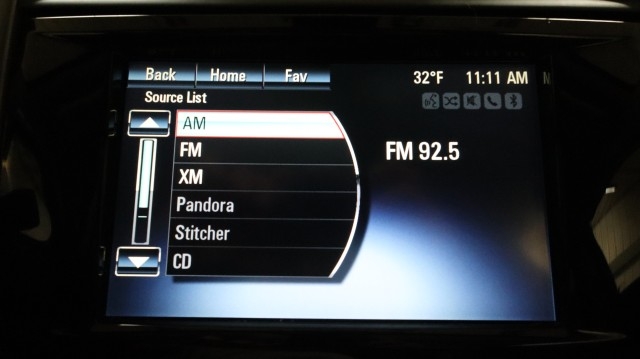 Back Home Fav 32°F 11:11 AM N
Source List
AM
FM
XM
Pandora
Stitcher
CD
FM 92.5